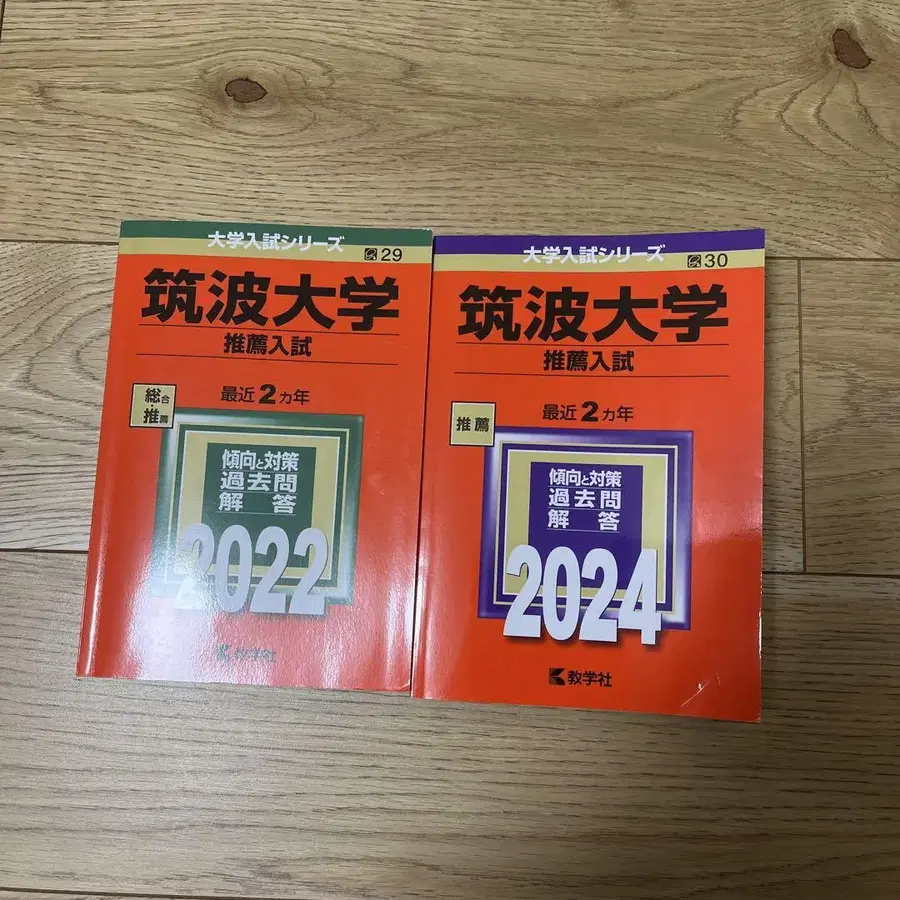 大学入試シリーズ
29
筑波大学
推薦入試
最近2カ年
総合・
推薦
傾向と対策
過去問
解答
2022
教学社
大学入試シリーズ
30
筑波大学
推薦入試
最近2カ年
推薦
傾向と対策
過去問
解答
2024
教学社